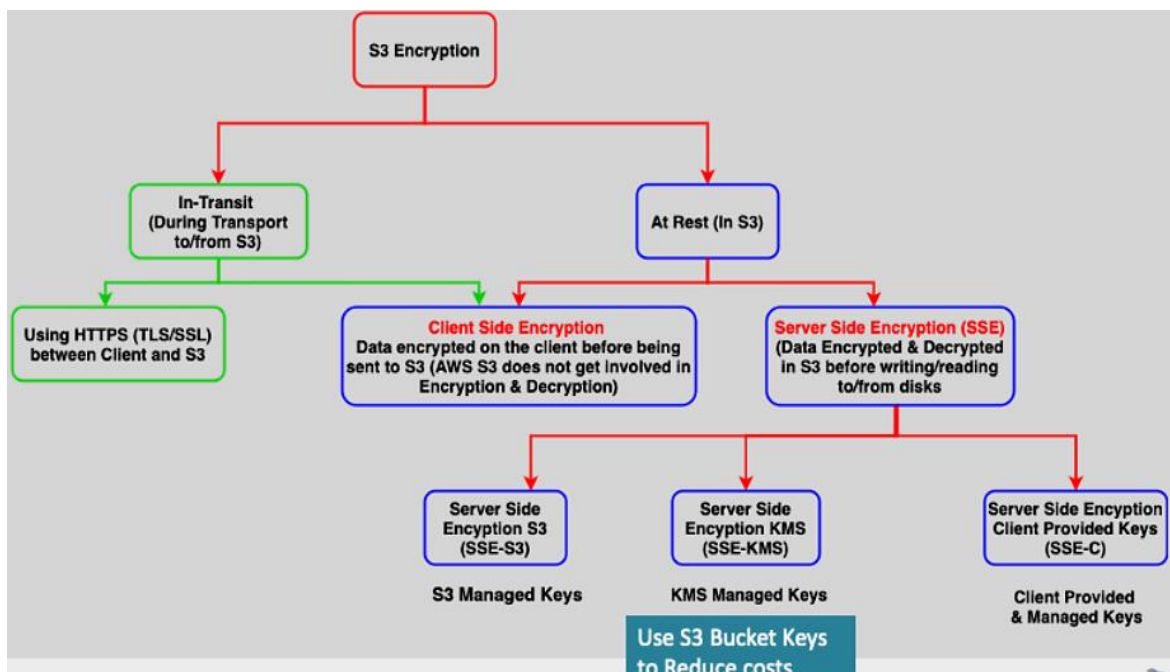 S3 Encryption
In-Transit
(During Transport
to/from S3)
At Rest (In S3)
Using HTTPS (TLS/SSL)
between Client and S3
Client Side Encryption
Data encrypted on the client before being
sent to S3 (AWS S3 does not get involved in
Encryption & Decryption)
Server Side Encryption (SSE)
(Data Encrypted & Decrypted
in S3 before writing/reading
to/from disks
Server Side
Encyption S3
(SSE-S3)
Server Side
Encyption KMS
(SSE-KMS)
Server Side Encyption
Client Provided Keys
(SSE-C)
S3 Managed Keys
KMS Managed Keys
Client Provided
& Managed Keys
Use S3 Bucket Keys
to Reduce costs